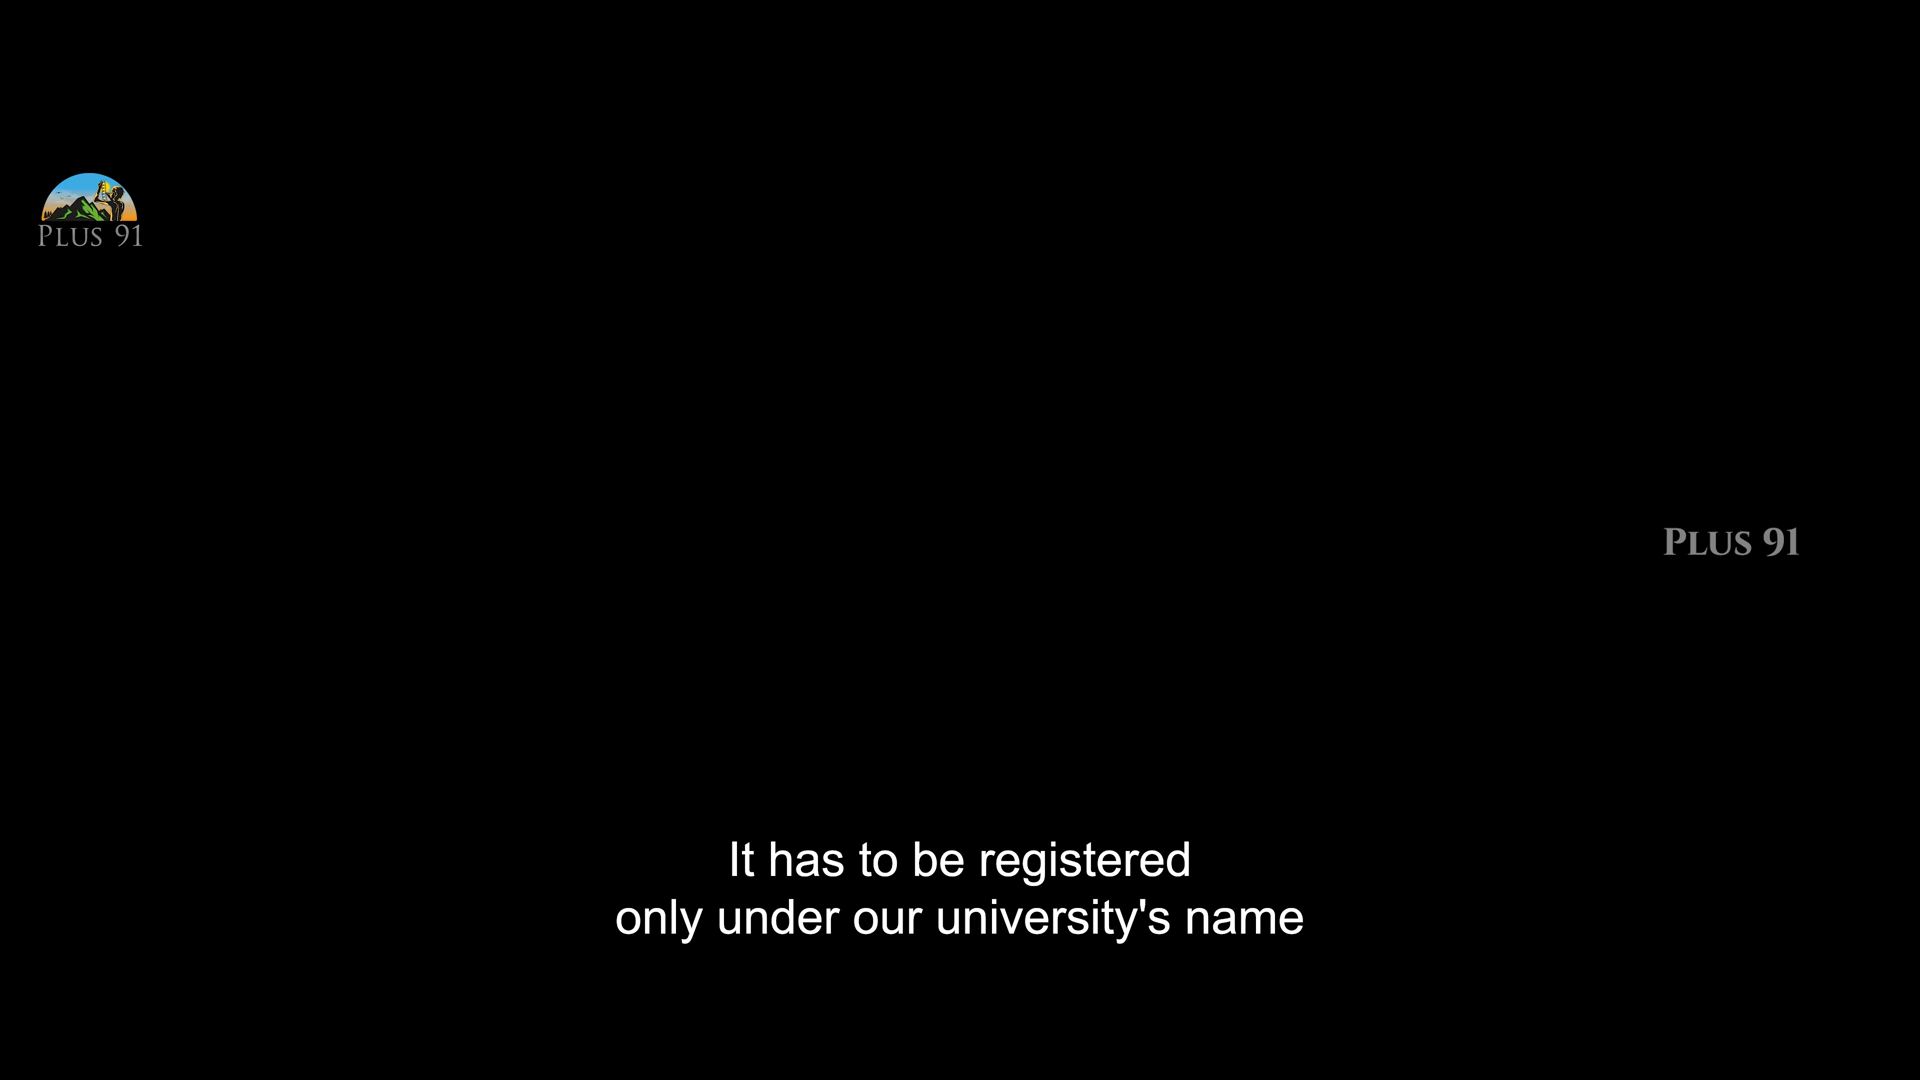 PLUS 91
PLUS 91
It has to be registered
only under our university's name